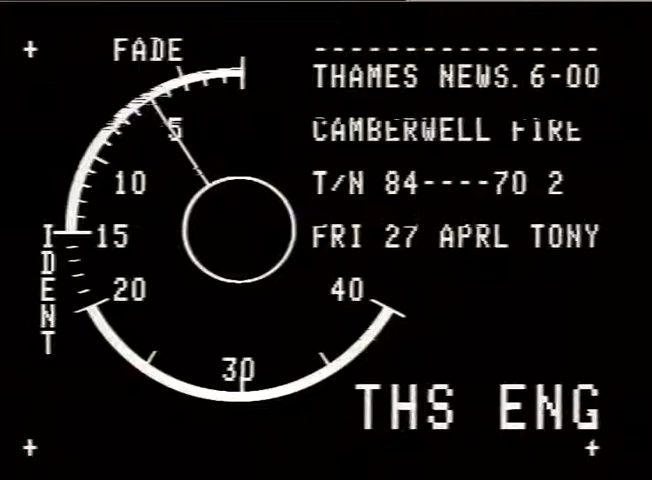 FADE
----------------
THAMES NEWS. 6-00
5
CAMBERWELL FIRE
10
T/N 84----70 2
IDENT
15
FRI 27 APRL TONY
20
40
30
THS ENG